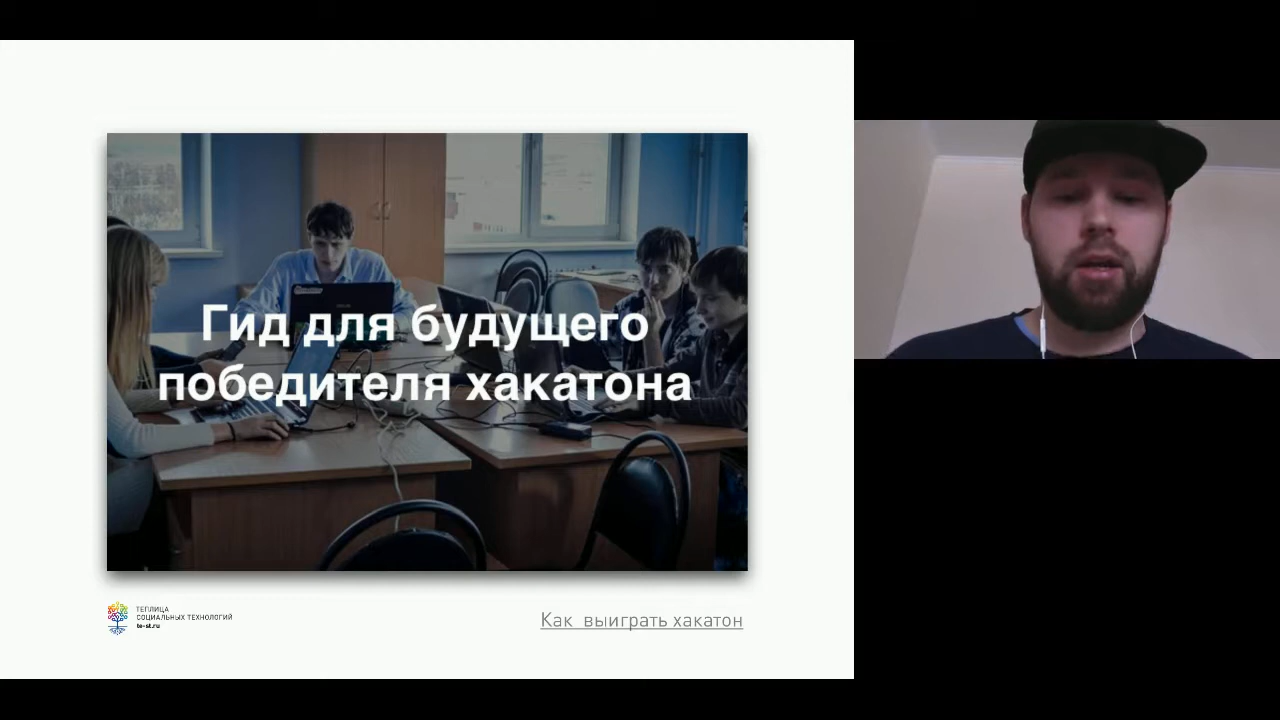 Гид для будущего
победителя хакатона
ТЕПЛИЦА
СОЦИАЛЬНЫХ ТЕХНОЛОГИЙ
te-st.ru
Как выиграть хакатон